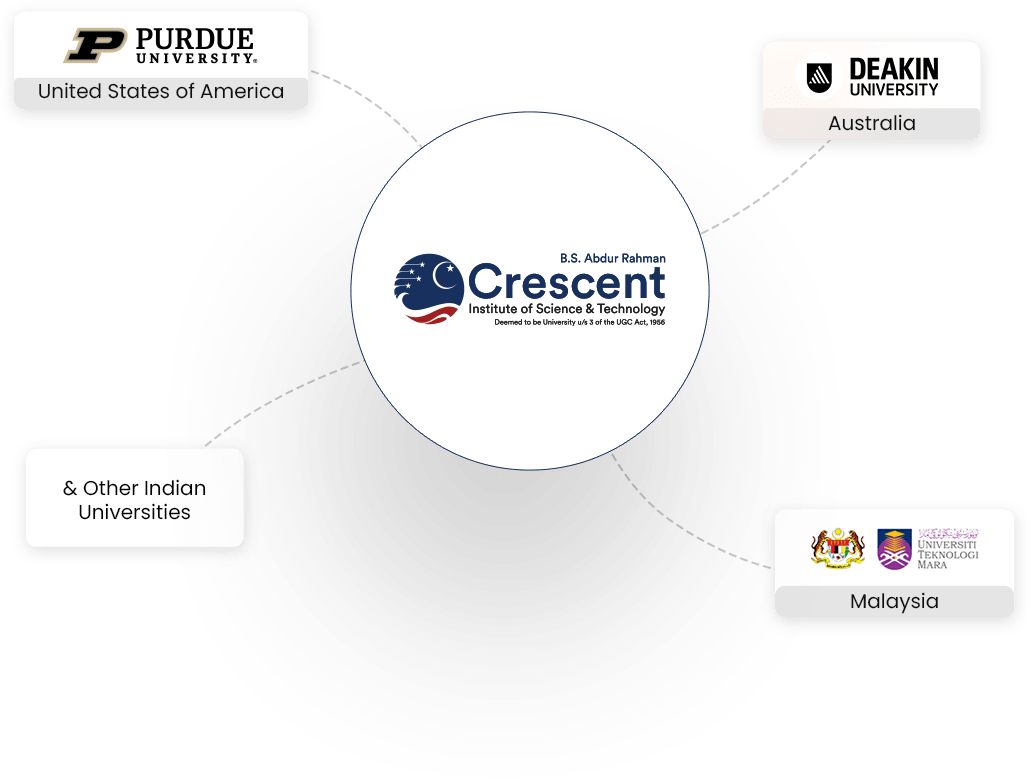 PURDUE
UNIVERSITY®
United States of America
DEAKIN
UNIVERSITY
Australia
B.S. Abdur Rahman
Crescent
Institute of Science & Technology
Deemed to be University u/s 3 of the UGC Act, 1956
& Other Indian
Universities
UNIVERSITI
TEKNOLOGI
MARA
Malaysia